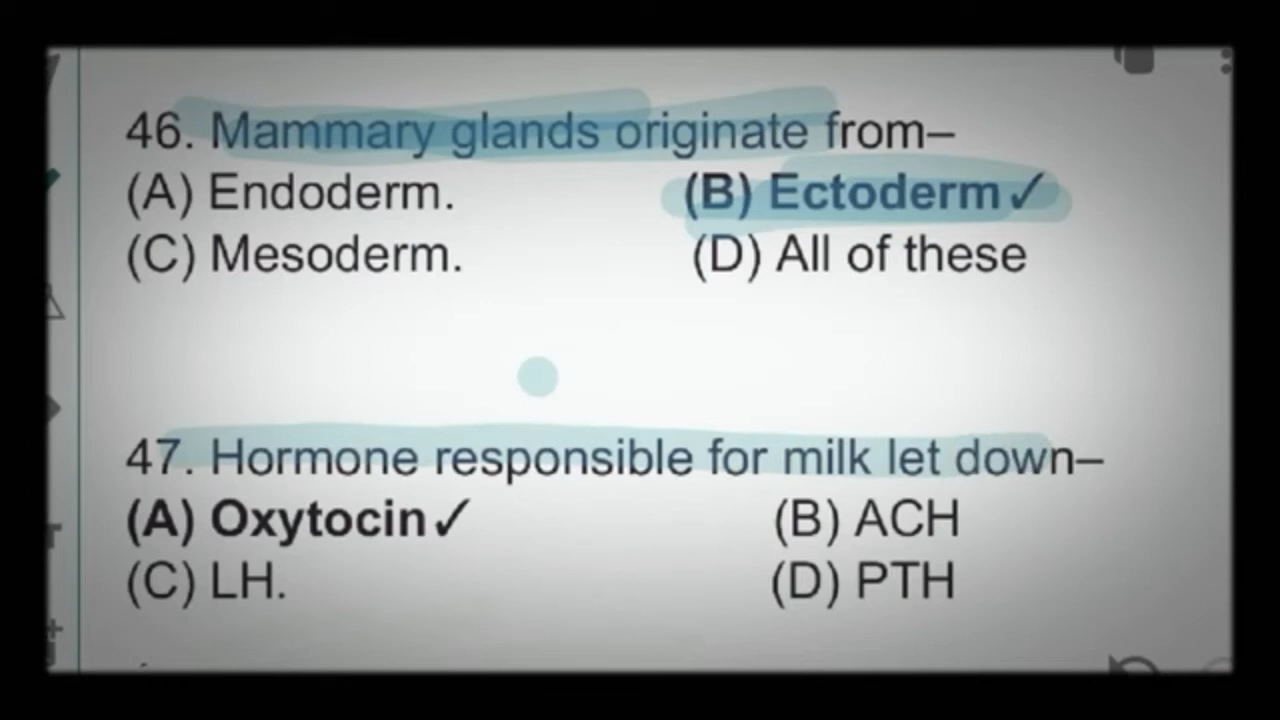 46. Mammary glands originate from–
(A) Endoderm. (B) Ectoderm✓
(C) Mesoderm. (D) All of these
47. Hormone responsible for milk let down–
(A) Oxytocin✓ (B) ACH
(C) LH. (D) PTH